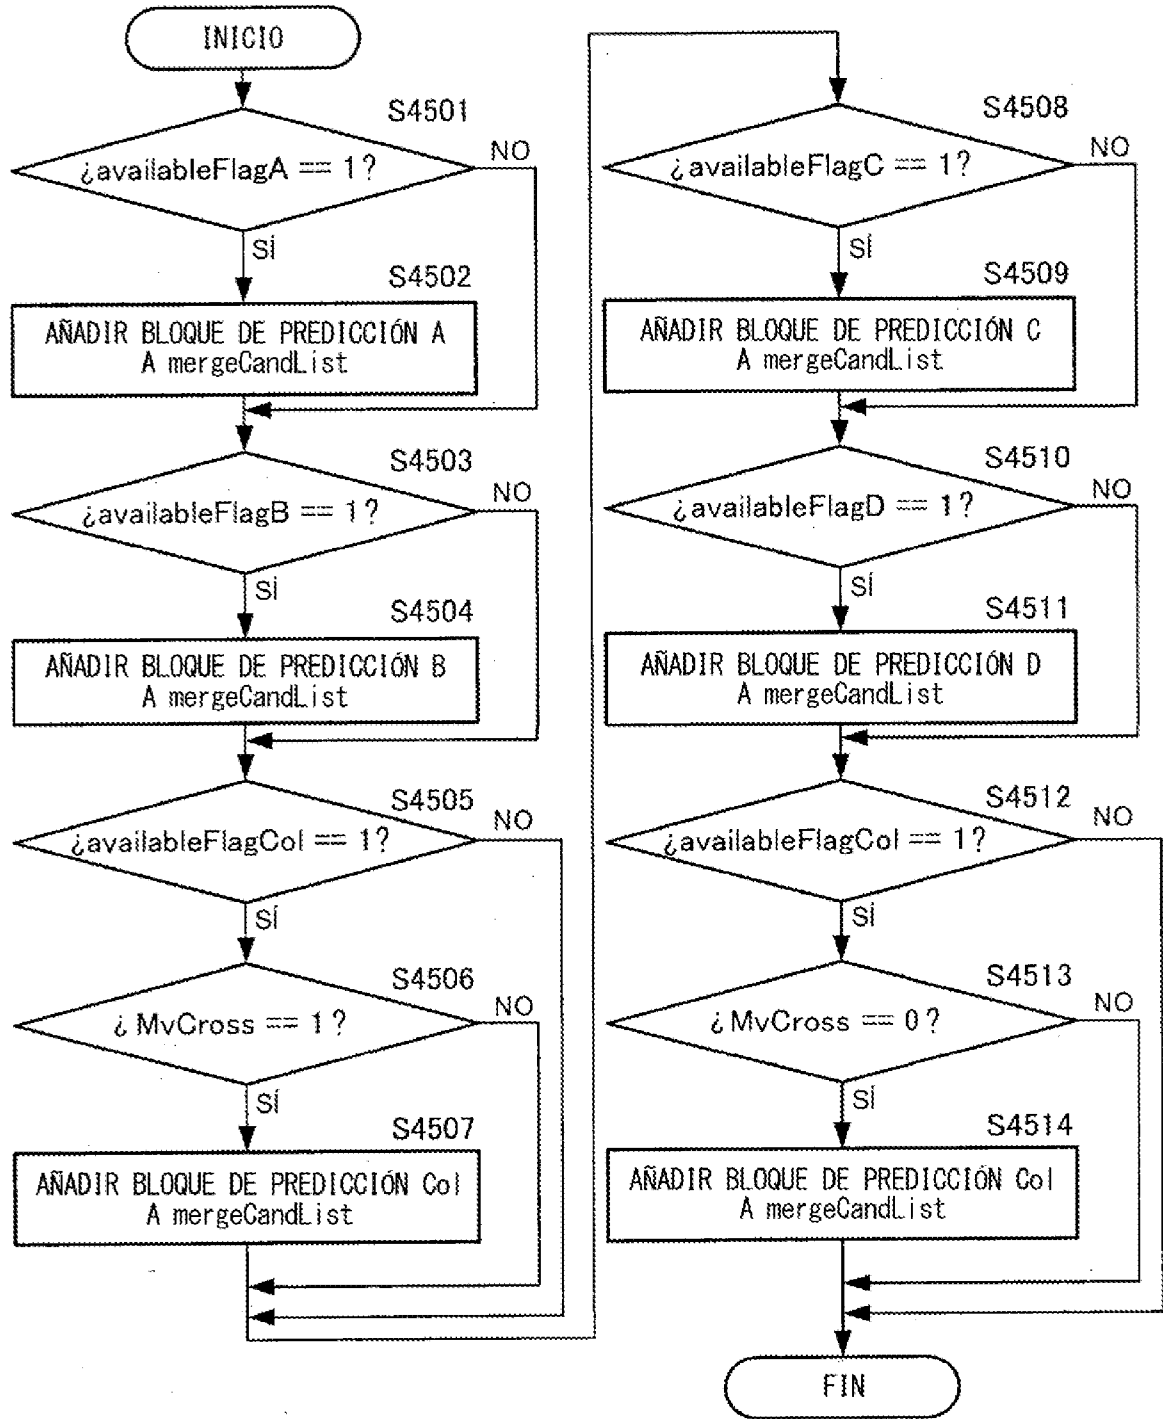 INICIO
S4501
¿availableFlagA == 1?
NO
SÍ
S4502
AÑADIR BLOQUE DE PREDICCIÓN A
A mergeCandList
S4503
¿availableFlagB == 1?
NO
SÍ
S4504
AÑADIR BLOQUE DE PREDICCIÓN B
A mergeCandList
S4505
¿availableFlagCol == 1?
NO
SÍ
S4506
¿MvCross == 1?
NO
SÍ
S4507
AÑADIR BLOQUE DE PREDICCIÓN Col
A mergeCandList
S4508
¿availableFlagC == 1?
NO
SÍ
S4509
AÑADIR BLOQUE DE PREDICCIÓN C
A mergeCandList
S4510
¿availableFlagD == 1?
NO
SÍ
S4511
AÑADIR BLOQUE DE PREDICCIÓN D
A mergeCandList
S4512
¿availableFlagCol == 1?
NO
SÍ
S4513
¿MvCross == 0?
NO
SÍ
S4514
AÑADIR BLOQUE DE PREDICCIÓN Col
A mergeCandList
FIN